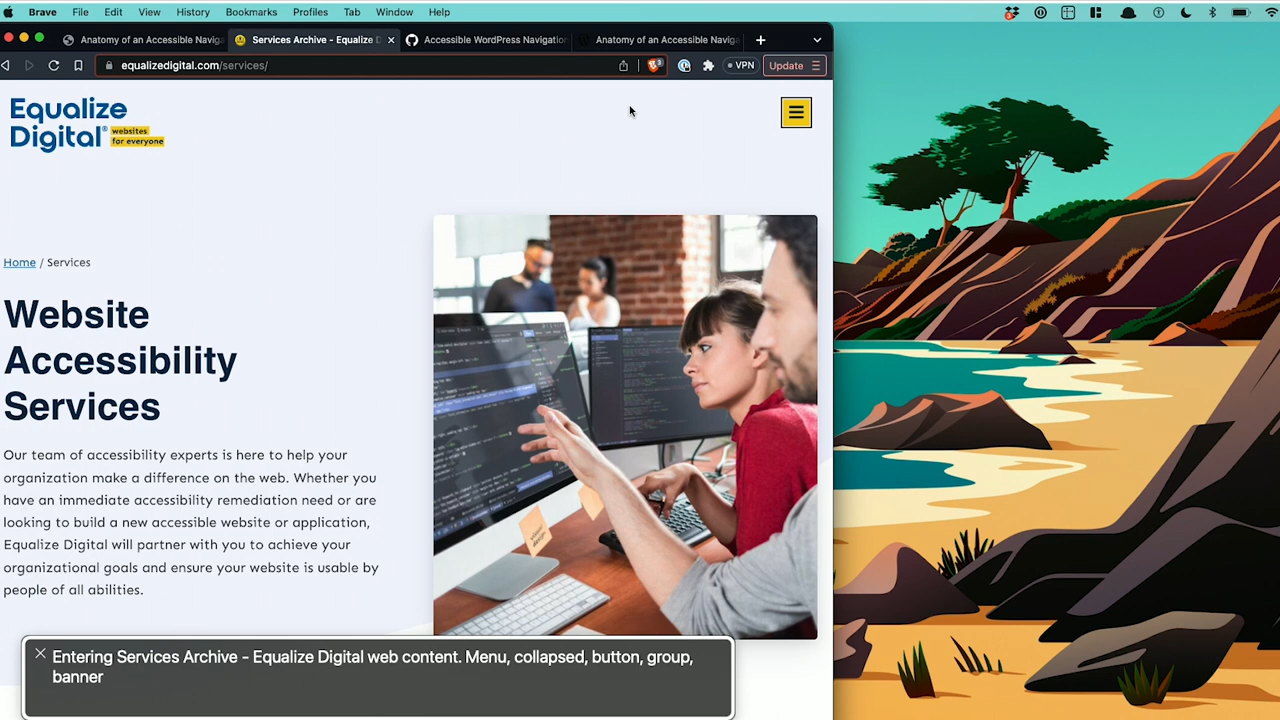 Brave File Edit View History Bookmarks Profiles Tab Window Help
Anatomy of an Accessible Naviga
Services Archive - Equalize D
Accessible WordPress Navigation
Anatomy of an Accessible Naviga
equalizedigital.com/services/
VPN
Update
Equalize
Digital® websites
for everyone
Home / Services
Website
Accessibility
Services
Our team of accessibility experts is here to help your
organization make a difference on the web. Whether you
have an immediate accessibility remediation need or are
looking to build a new accessible website or application,
Equalize Digital will partner with you to achieve your
organizational goals and ensure your website is usable by
people of all abilities.
Entering Services Archive - Equalize Digital web content. Menu, collapsed, button, group,
banner